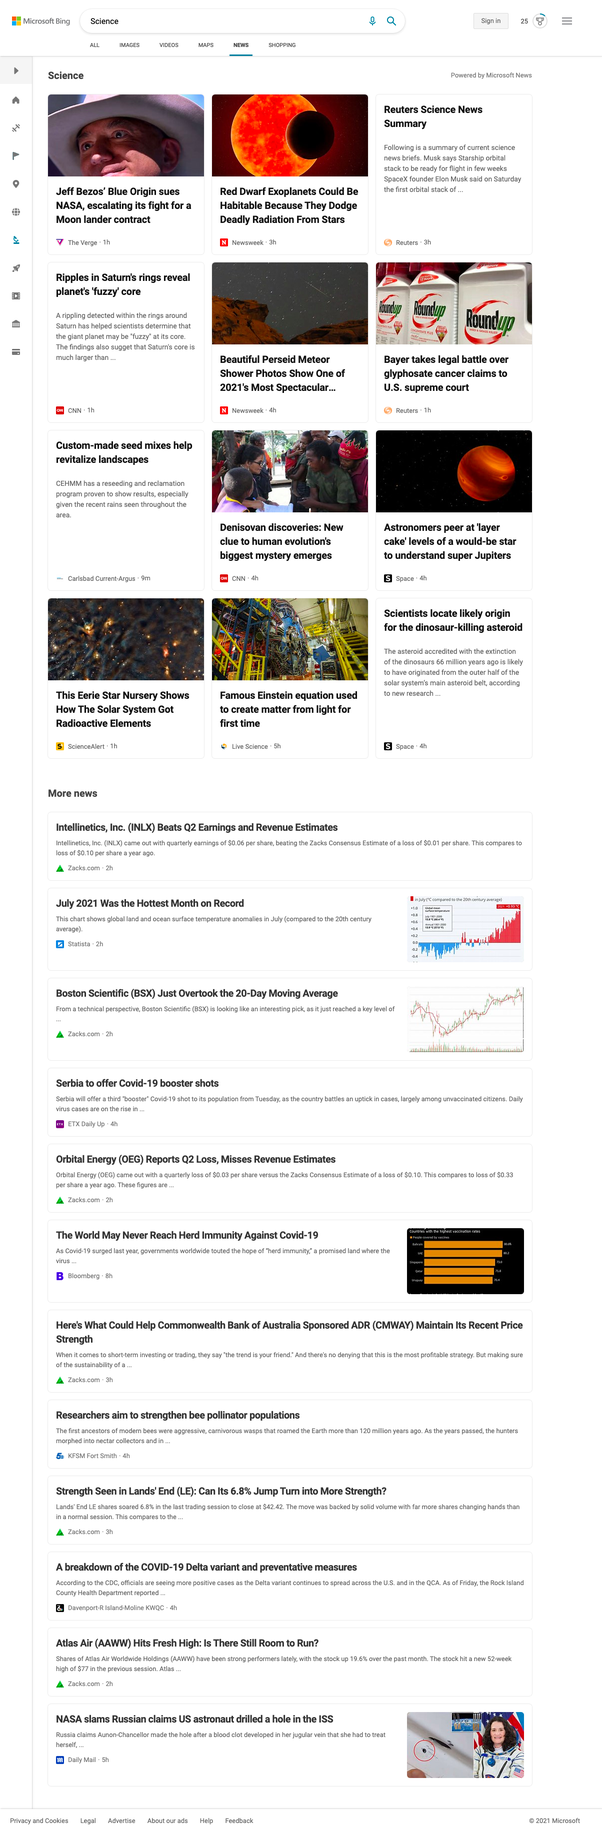 Microsoft Bing
Science
Sign in
25
ALL IMAGES VIDEOS MAPS NEWS SHOPPING
Science
Powered by Microsoft News
Jeff Bezos' Blue Origin sues
NASA, escalating its fight for a
Moon lander contract
The Verge · 1h
Red Dwarf Exoplanets Could Be
Habitable Because They Dodge
Deadly Radiation From Stars
Newsweek · 3h
Reuters Science News
Summary
Following is a summary of current science
news briefs. Musk says Starship orbital
stack to be ready for flight in few weeks
SpaceX founder Elon Musk said on Saturday
the first orbital stack of ...
Reuters · 3h
Ripples in Saturn's rings reveal
planet's 'fuzzy' core
A rippling detected within the rings around
Saturn has helped scientists determine that
the giant planet may be "fuzzy" at its core.
The findings also sugget that Saturn's core is
much larger than ...
CNN · 1h
Beautiful Perseid Meteor
Shower Photos Show One of
2021's Most Spectacular...
Newsweek · 4h
Roundup
Roundup
Roundup
Bayer takes legal battle over
glyphosate cancer claims to
U.S. supreme court
Reuters · 1h
Custom-made seed mixes help
revitalize landscapes
CEHMM has a reseeding and reclamation
program proven to show results, especially
given the recent rains seen throughout the
area.
Carlsbad Current-Argus · 9m
Denisovan discoveries: New
clue to human evolution's
biggest mystery emerges
CNN · 4h
Astronomers peer at 'layer
cake' levels of a would-be star
to understand super Jupiters
Space · 4h
This Eerie Star Nursery Shows
How The Solar System Got
Radioactive Elements
ScienceAlert · 1h
Famous Einstein equation used
to create matter from light for
first time
Live Science · 5h
Scientists locate likely origin
for the dinosaur-killing asteroid
The asteroid accredited with the extinction
of the dinosaurs 66 million years ago is likely
to have originated from the outer half of the
solar system's main asteroid belt, according
to new research ...
Space · 4h
More news
Intellinetics, Inc. (INLX) Beats Q2 Earnings and Revenue Estimates
Intellinetics, Inc. (INLX) came out with quarterly earnings of $0.06 per share, beating the Zacks Consensus Estimate of a loss of $0.01 per share. This compares to
loss of $0.10 per share a year ago.
Zacks.com · 2h
July 2021 Was the Hottest Month on Record
This chart shows global land and ocean surface temperature anomalies in July (compared to the 20th century
average).
Statista · 2h
in July (°C compared to the 20th century average)
Boston Scientific (BSX) Just Overtook the 20-Day Moving Average
From a technical perspective, Boston Scientific (BSX) is looking like an interesting pick, as it just reached a key level of
...
Zacks.com · 2h
Serbia to offer Covid-19 booster shots
Serbia will offer a third "booster" Covid-19 shot to its population from Tuesday, as the country battles an uptick in cases, largely among unvaccinated citizens. Daily
virus cases are on the rise in ...
ETX Daily Up · 4h
Orbital Energy (OEG) Reports Q2 Loss, Misses Revenue Estimates
Orbital Energy (OEG) came out with a quarterly loss of $0.03 per share versus the Zacks Consensus Estimate of a loss of $0.10. This compares to loss of $0.33
per share a year ago. These figures are ...
Zacks.com · 2h
The World May Never Reach Herd Immunity Against Covid-19
As Covid-19 surged last year, governments worldwide touted the hope of "herd immunity," a promised land where the
virus ...
Bloomberg · 8h
Countries with the highest vaccination rates
Here's What Could Help Commonwealth Bank of Australia Sponsored ADR (CMWAY) Maintain Its Recent Price
Strength
When it comes to short-term investing or trading, they say "the trend is your friend." And there's no denying that this is the most profitable strategy. But making sure
of the sustainability of a ...
Zacks.com · 3h
Researchers aim to strengthen bee pollinator populations
The first ancestors of modern bees were aggressive, carnivorous wasps that roamed the Earth more than 120 million years ago. As the years passed, the hunters
morphed into nectar collectors and in ...
KFSM Fort Smith · 4h
Strength Seen in Lands' End (LE): Can Its 6.8% Jump Turn into More Strength?
Lands' End LE shares soared 6.8% in the last trading session to close at $42.42. The move was backed by solid volume with far more shares changing hands than
in a normal session. This compares to the ...
Zacks.com · 3h
A breakdown of the COVID-19 Delta variant and preventative measures
According to the CDC, officials are seeing more positive cases as the Delta variant continues to spread across the U.S. and in the QCA. As of Friday, the Rock Island
County Health Department reported ...
Davenport-R Island-Moline KWQC · 4h
Atlas Air (AAWW) Hits Fresh High: Is There Still Room to Run?
Shares of Atlas Air Worldwide Holdings (AAWW) have been strong performers lately, with the stock up 19.6% over the past month. The stock hit a new 52-week
high of $77 in the previous session. Atlas ...
Zacks.com · 2h
NASA slams Russian claims US astronaut drilled a hole in the ISS
Russia claims Aunon-Chancellor made the hole after a blood clot developed in her jugular vein that she had to treat
herself, ...
Daily Mail · 5h
Privacy and Cookies Legal Advertise About our ads Help Feedback
© 2021 Microsoft